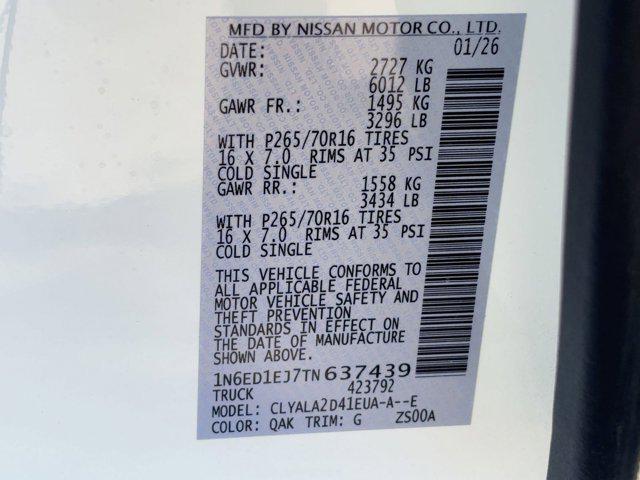 MFD BY NISSAN MOTOR CO., LTD.
DATE: 01/26
GVWR: 2727 KG
6012 LB
GAWR FR.: 1495 KG
3296 LB
WITH P265/70R16 TIRES
16 X 7.0 RIMS AT 35 PSI
COLD SINGLE
GAWR RR.: 1558 KG
3434 LB
WITH P265/70R16 TIRES
16 X 7.0 RIMS AT 35 PSI
COLD SINGLE
THIS VEHICLE CONFORMS TO
ALL APPLICABLE FEDERAL
MOTOR VEHICLE SAFETY AND
THEFT PREVENTION
STANDARDS IN EFFECT ON
THE DATE OF MANUFACTURE
SHOWN ABOVE.
1N6ED1EJ7TN637439
TRUCK 423792
MODEL: CLYALA2D41EUA-A--E
COLOR: QAK TRIM: G ZS00A